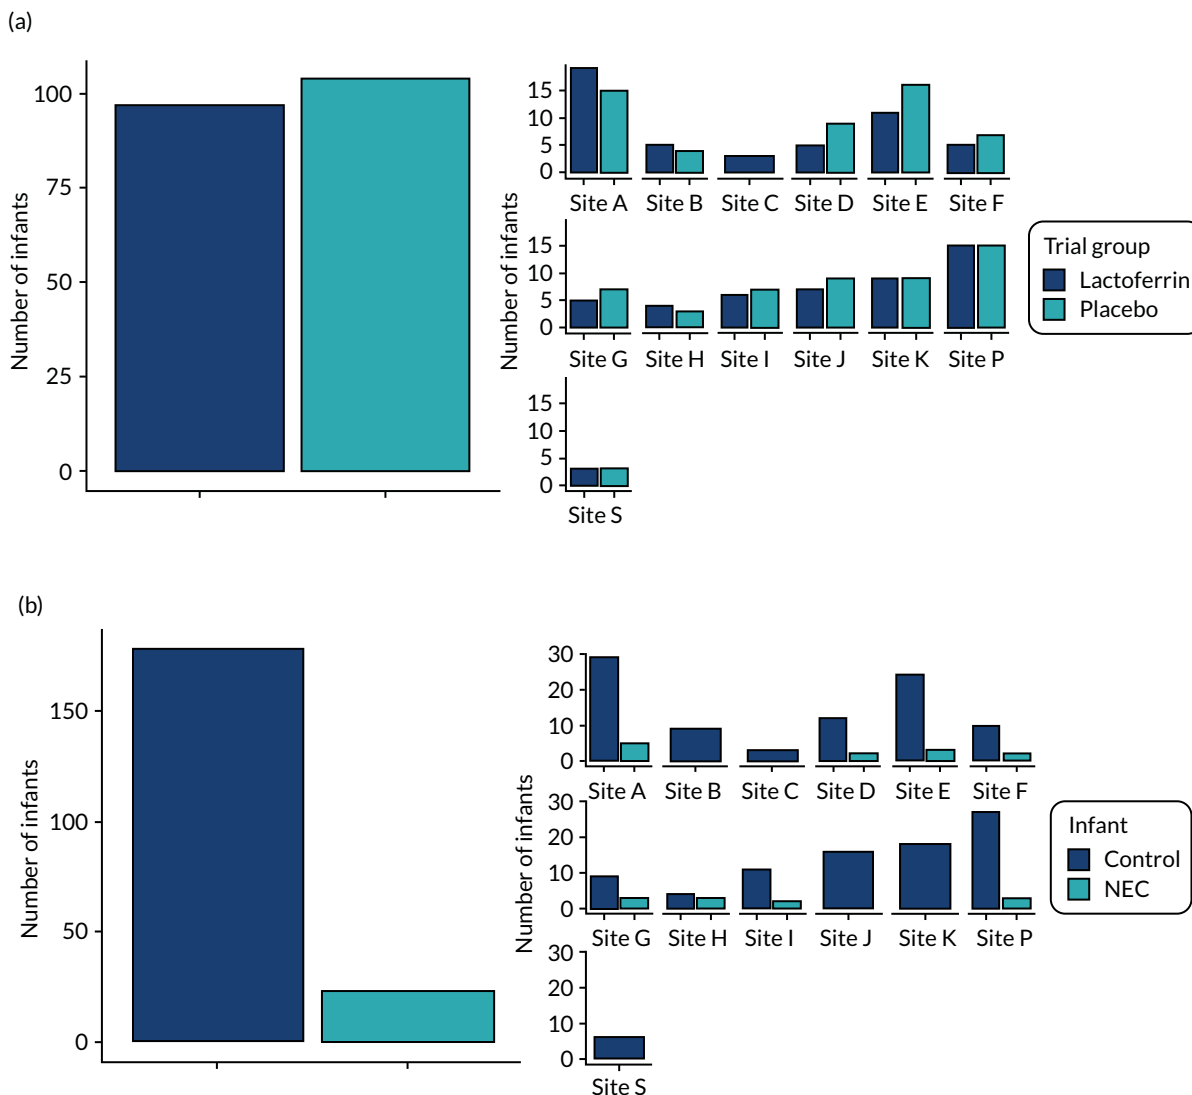 (a)
Number of infants
100
75
50
25
0
Number of infants
15
10
5
0
Site A Site B Site C Site D Site E Site F
15
10
5
0
Site G Site H Site I Site J Site K Site P
15
10
5
0
Site S
Trial group
Lactoferrin
Placebo
(b)
Number of infants
150
100
50
0
Number of infants
30
20
10
0
Site A Site B Site C Site D Site E Site F
30
20
10
0
Site G Site H Site I Site J Site K Site P
30
20
10
0
Site S
Infant
Control
NEC